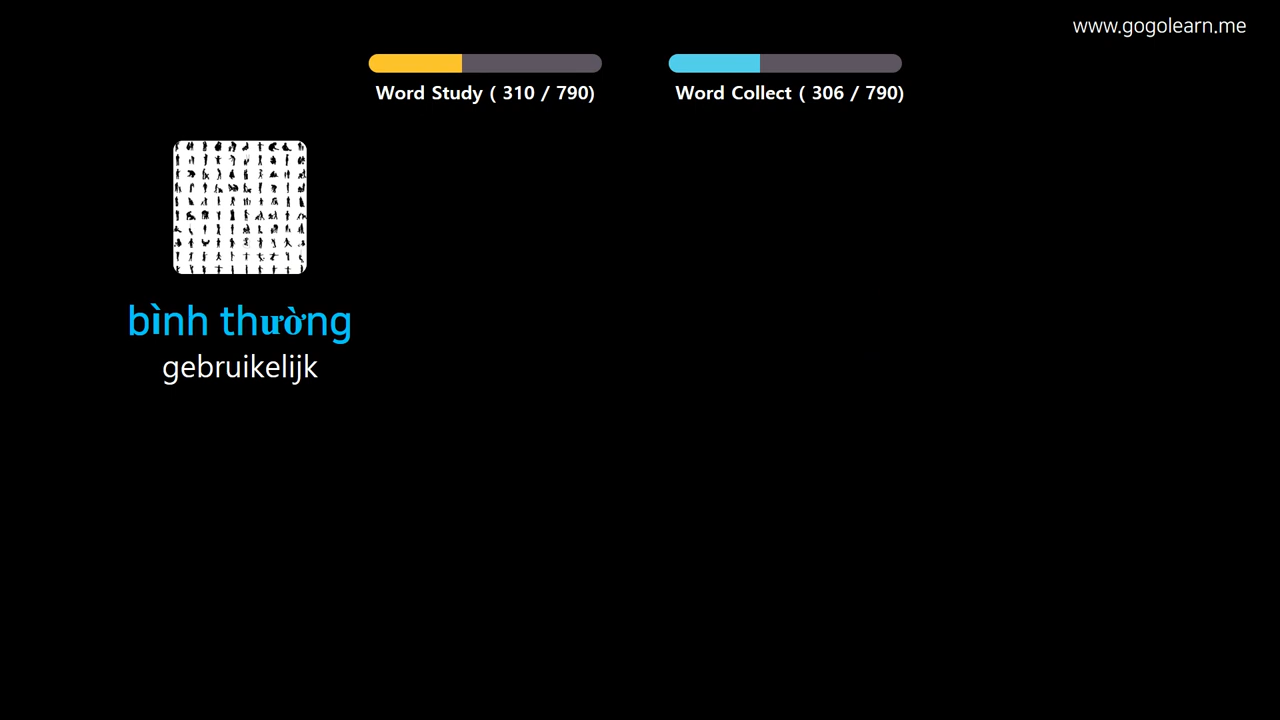 www.gogolearn.me
Word Study ( 310 / 790)
Word Collect ( 306 / 790)
bình thường
gebruikelijk